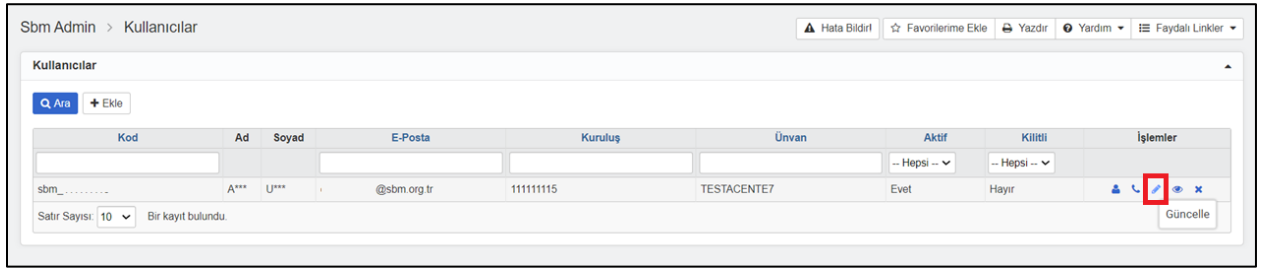 Sbm Admin > Kullanıcılar
Hata Bildir! Favorilerime Ekle Yazdır Yardım Faydalı Linkler
Kullanıcılar
Ara Ekle
Kod Ad Soyad E-Posta Kuruluş Ünvan Aktif Kilitli İşlemler
-- Hepsi -- -- Hepsi --
sbm_ A*** U*** @sbm.org.tr 111111115 TESTACENTE7 Evet Hayır
Güncelle
Satır Sayısı: 10 Bir kayıt bulundu.